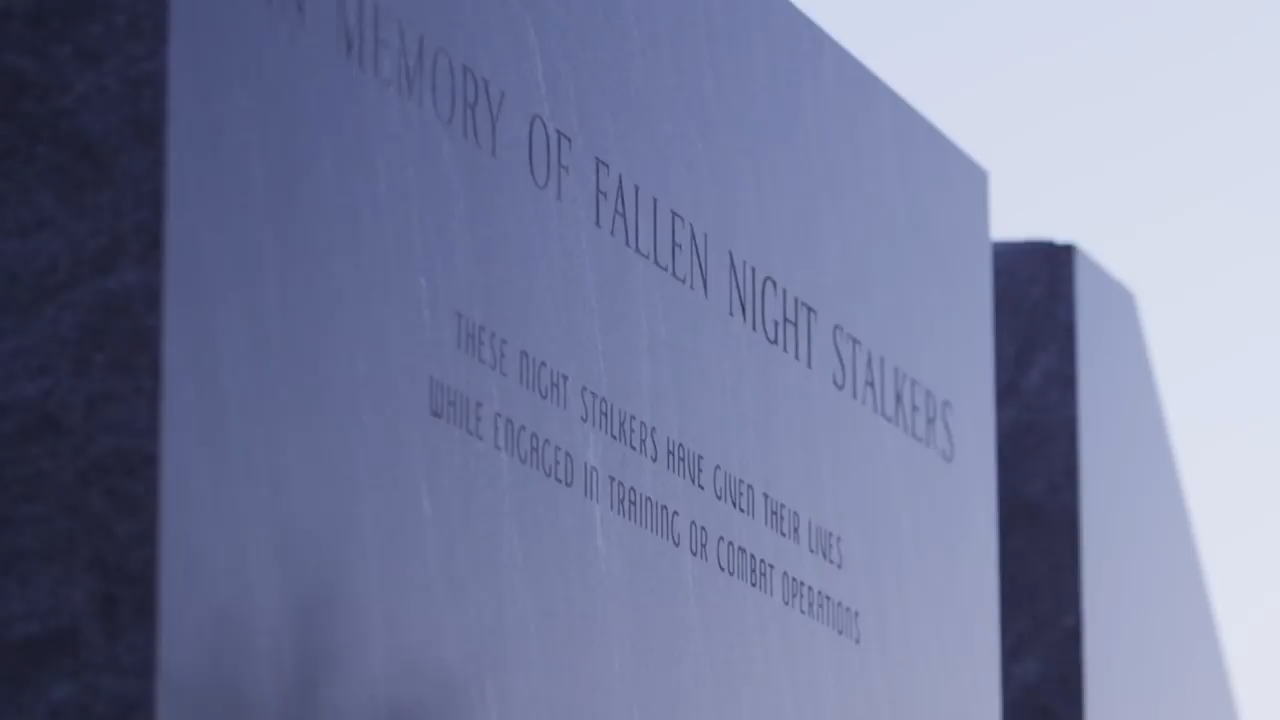 IN MEMORY OF FALLEN NIGHT STALKERS
THESE NIGHT STALKERS HAVE GIVEN THEIR LIVES
WHILE ENGAGED IN TRAINING OR COMBAT OPERATIONS